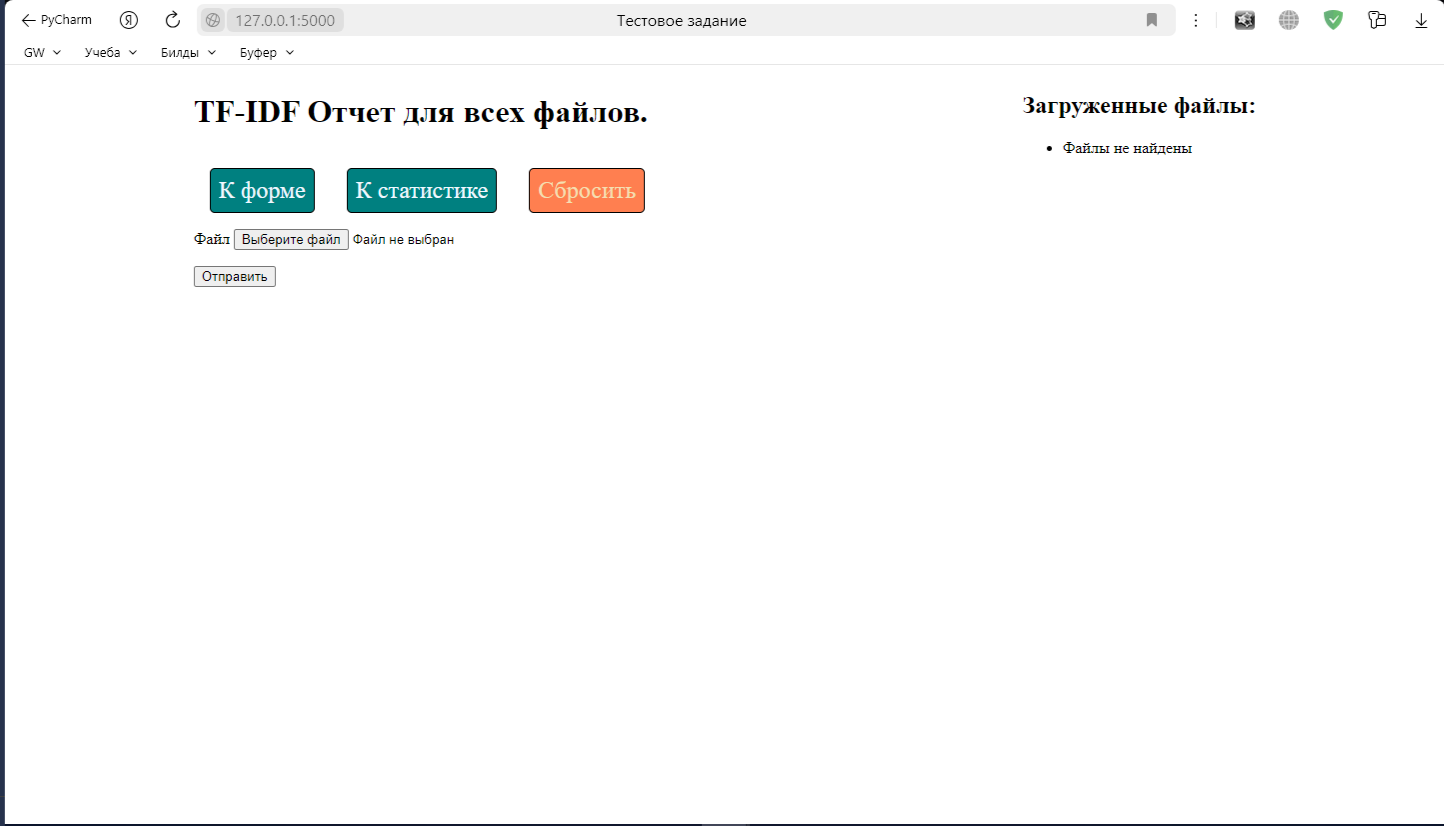 PyCharm
127.0.0.1:5000
Тестовое задание
GW Учеба Билды Буфер
TF-IDF Отчет для всех файлов.
К форме К статистике Сбросить
Файл Выберите файл Файл не выбран
Отправить
Загруженные файлы:
Файлы не найдены